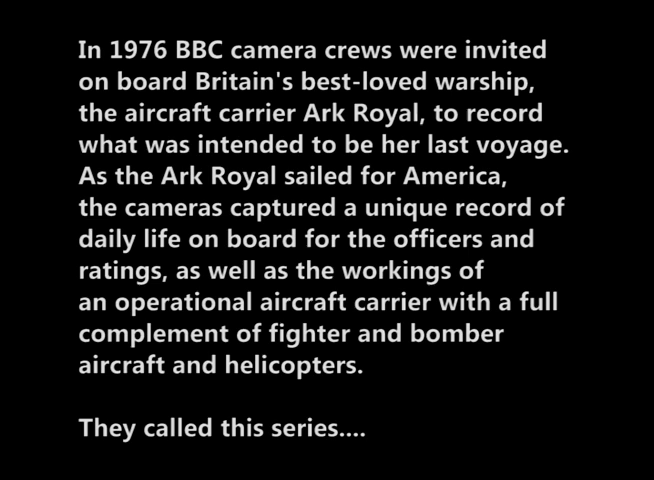 In 1976 BBC camera crews were invited
on board Britain's best-loved warship,
the aircraft carrier Ark Royal, to record
what was intended to be her last voyage.
As the Ark Royal sailed for America,
the cameras captured a unique record of
daily life on board for the officers and
ratings, as well as the workings of
an operational aircraft carrier with a full
complement of fighter and bomber
aircraft and helicopters.
They called this series....